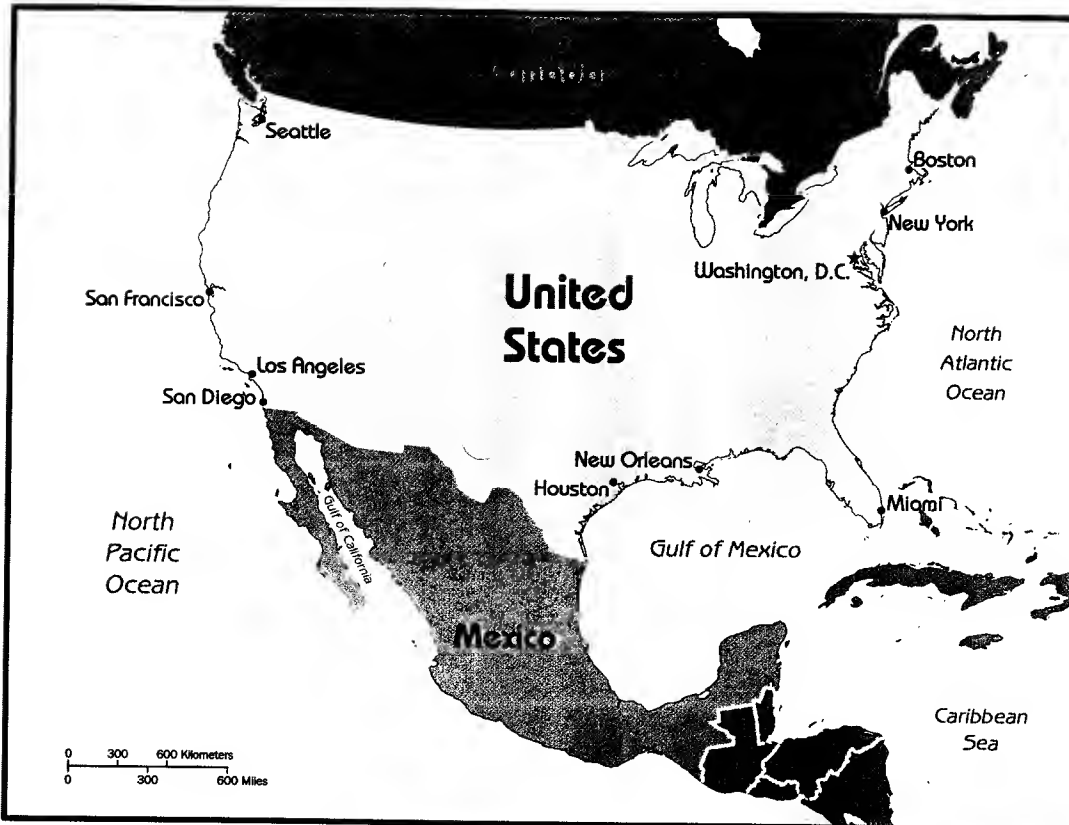 Seattle
Boston
New York
Washington, D.C.
United
States
San Francisco
North
Atlantic
Ocean
Los Angeles
San Diego
New Orleans
Houston
Miami
Gulf of California
North
Pacific
Ocean
Gulf of Mexico
Mexico
Caribbean
Sea
0 300 600 Kilometers
0 300 600 Miles